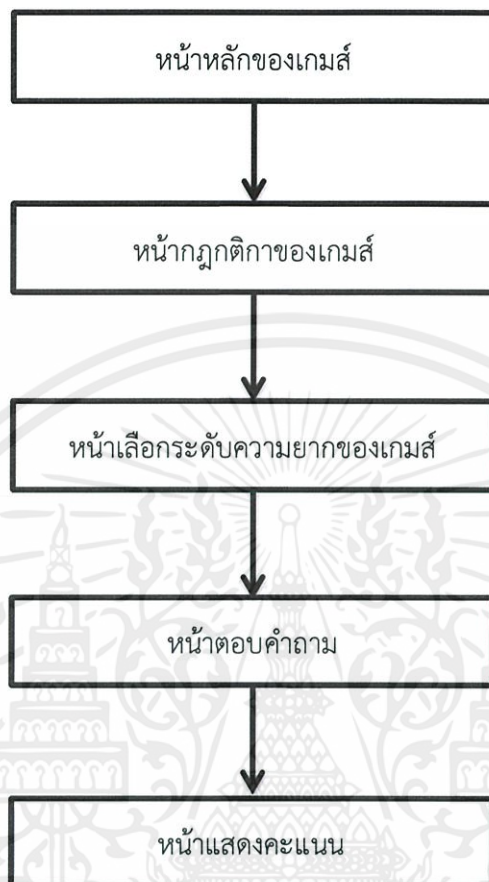 หน้าหลักของเกมส์
หน้ากฎกติกาของเกมส์
หน้าเลือกระดับความยากของเกมส์
หน้าตอบคำถาม
หน้าแสดงคะแนน